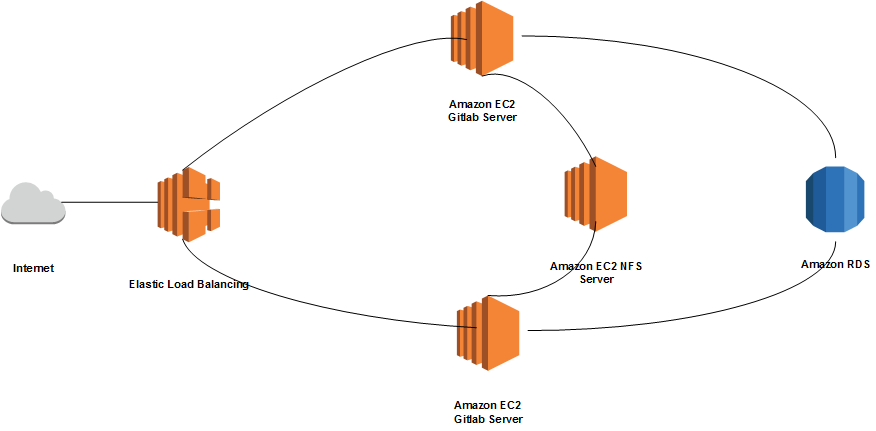 Amazon EC2
Gitlab Server
Internet
Elastic Load Balancing
Amazon EC2 NFS
Server
Amazon RDS
Amazon EC2
Gitlab Server